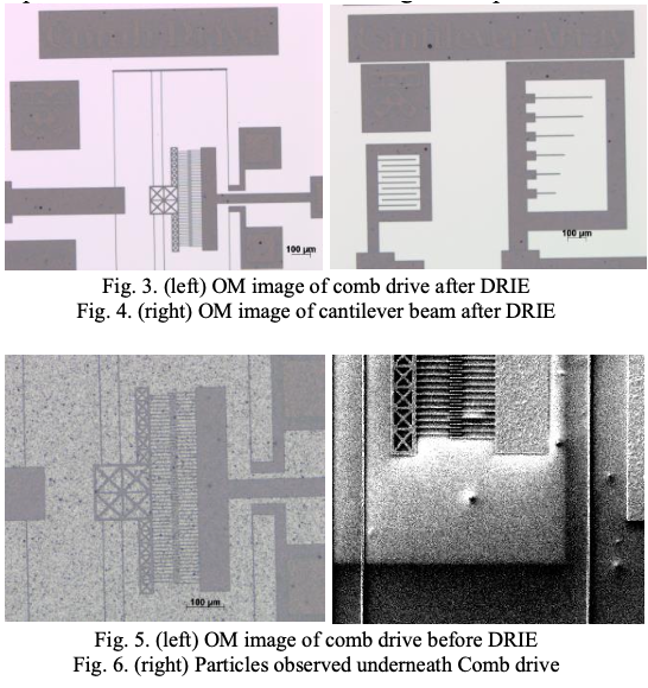 Comb Drive
100 µm
100 µm
Fig. 3. (left) OM image of comb drive after DRIE
Fig. 4. (right) OM image of cantilever beam after DRIE
100 µm
Fig. 5. (left) OM image of comb drive before DRIE
Fig. 6. (right) Particles observed underneath Comb drive